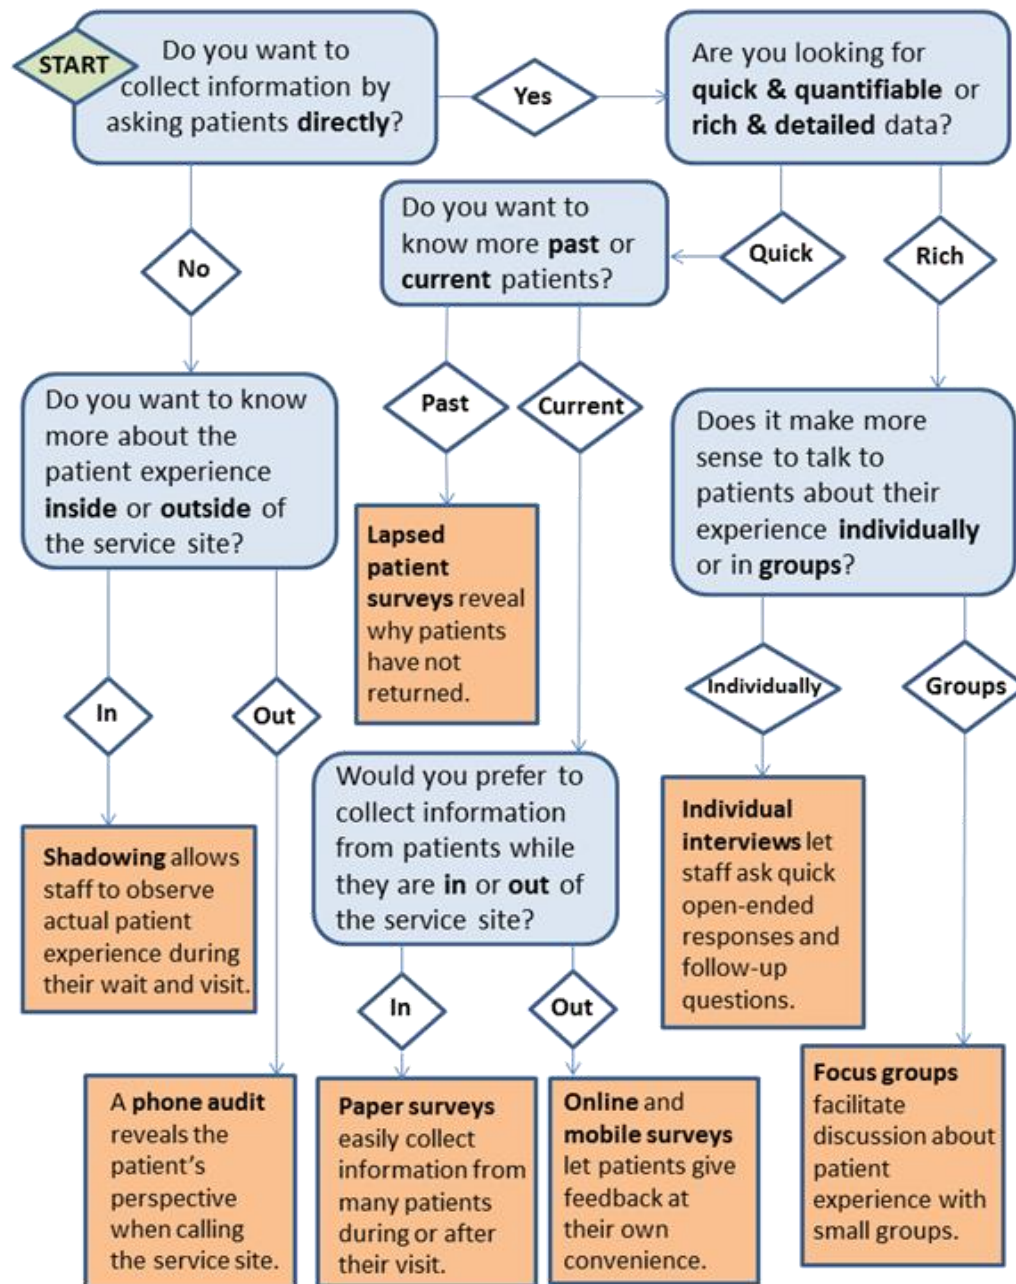 START
Do you want to
collect information by
asking patients directly?
Yes
Are you looking for
quick & quantifiable or
rich & detailed data?
No
Do you want to
know more past or
current patients?
Quick
Rich
Past
Current
Do you want to know
more about the
patient experience
inside or outside of
the service site?
Does it make more
sense to talk to
patients about their
experience individually
or in groups?
Lapsed
patient
surveys reveal
why patients
have not
returned.
In
Out
Individually
Groups
Would you prefer to
collect information
from patients while
they are in or out of
the service site?
Shadowing allows
staff to observe
actual patient
experience during
their wait and visit.
Individual
interviews let
staff ask quick
open-ended
responses and
follow-up
questions.
In
Out
A phone audit
reveals the
patient's
perspective
when calling
the service site.
Paper surveys
easily collect
information from
many patients
during or after
their visit.
Online and
mobile surveys
let patients give
feedback at
their own
convenience.
Focus groups
facilitate
discussion about
patient
experience with
small groups.